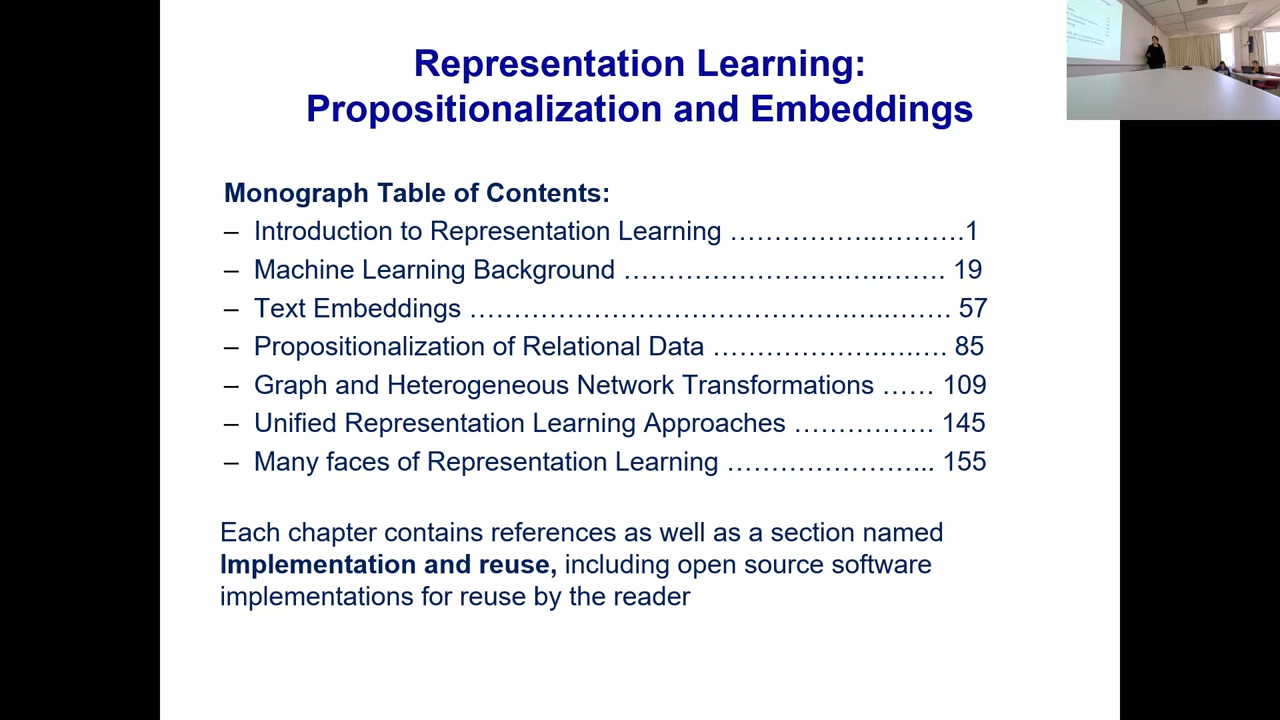 Representation Learning:
Propositionalization and Embeddings
Monograph Table of Contents:
– Introduction to Representation Learning ……………..……….1
– Machine Learning Background …………………….…..……. 19
– Text Embeddings …………………………………….…..……. 57
– Propositionalization of Relational Data ……………….…..…. 85
– Graph and Heterogeneous Network Transformations …… 109
– Unified Representation Learning Approaches ……………. 145
– Many faces of Representation Learning …………………... 155
Each chapter contains references as well as a section named
Implementation and reuse, including open source software
implementations for reuse by the reader